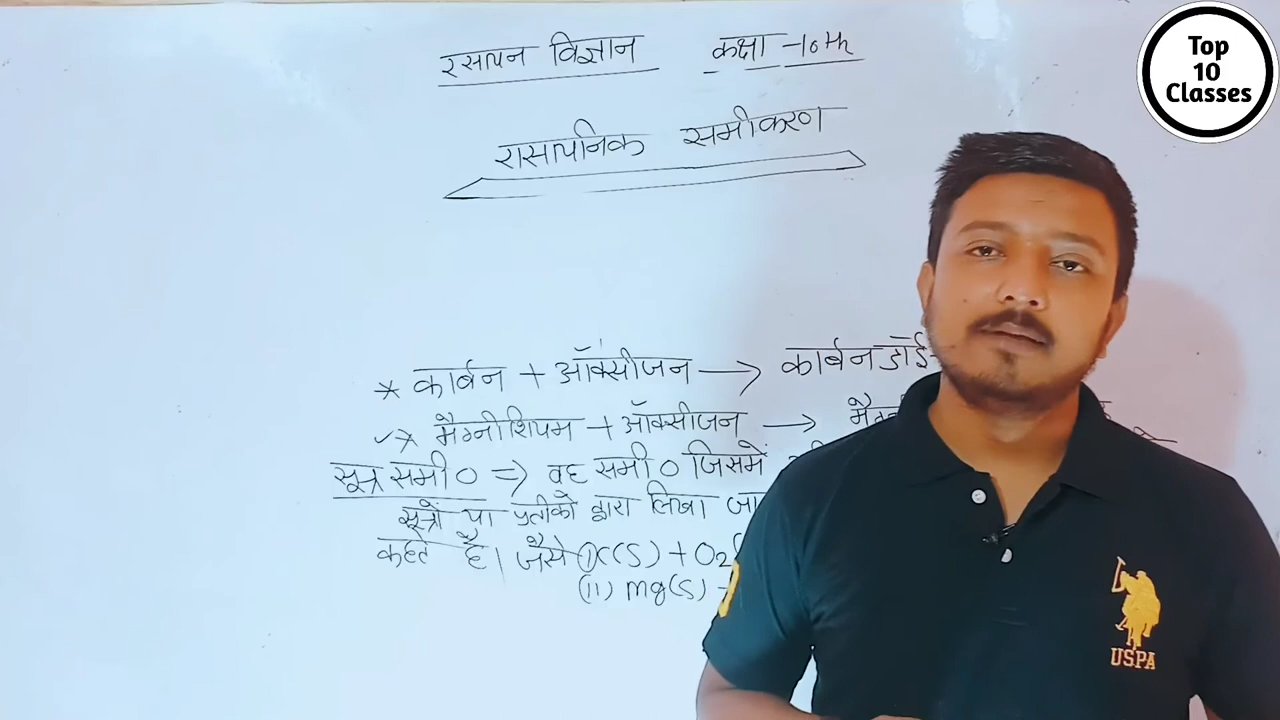 रसायन विज्ञान कक्षा -10th
रासायनिक समीकरण
* कार्बन + ऑक्सीजन → कार्बन डॉई
* मैग्नीशियम + ऑक्सीजन →
सूत्र समी० ⇒ वह समी० जिसमें
सूत्रों या प्रतीको द्वारा लिखा जा
कहते है। जैसे (i) C(S) + O2(
(ii) mg(s) -
Top
10
Classes
USPA